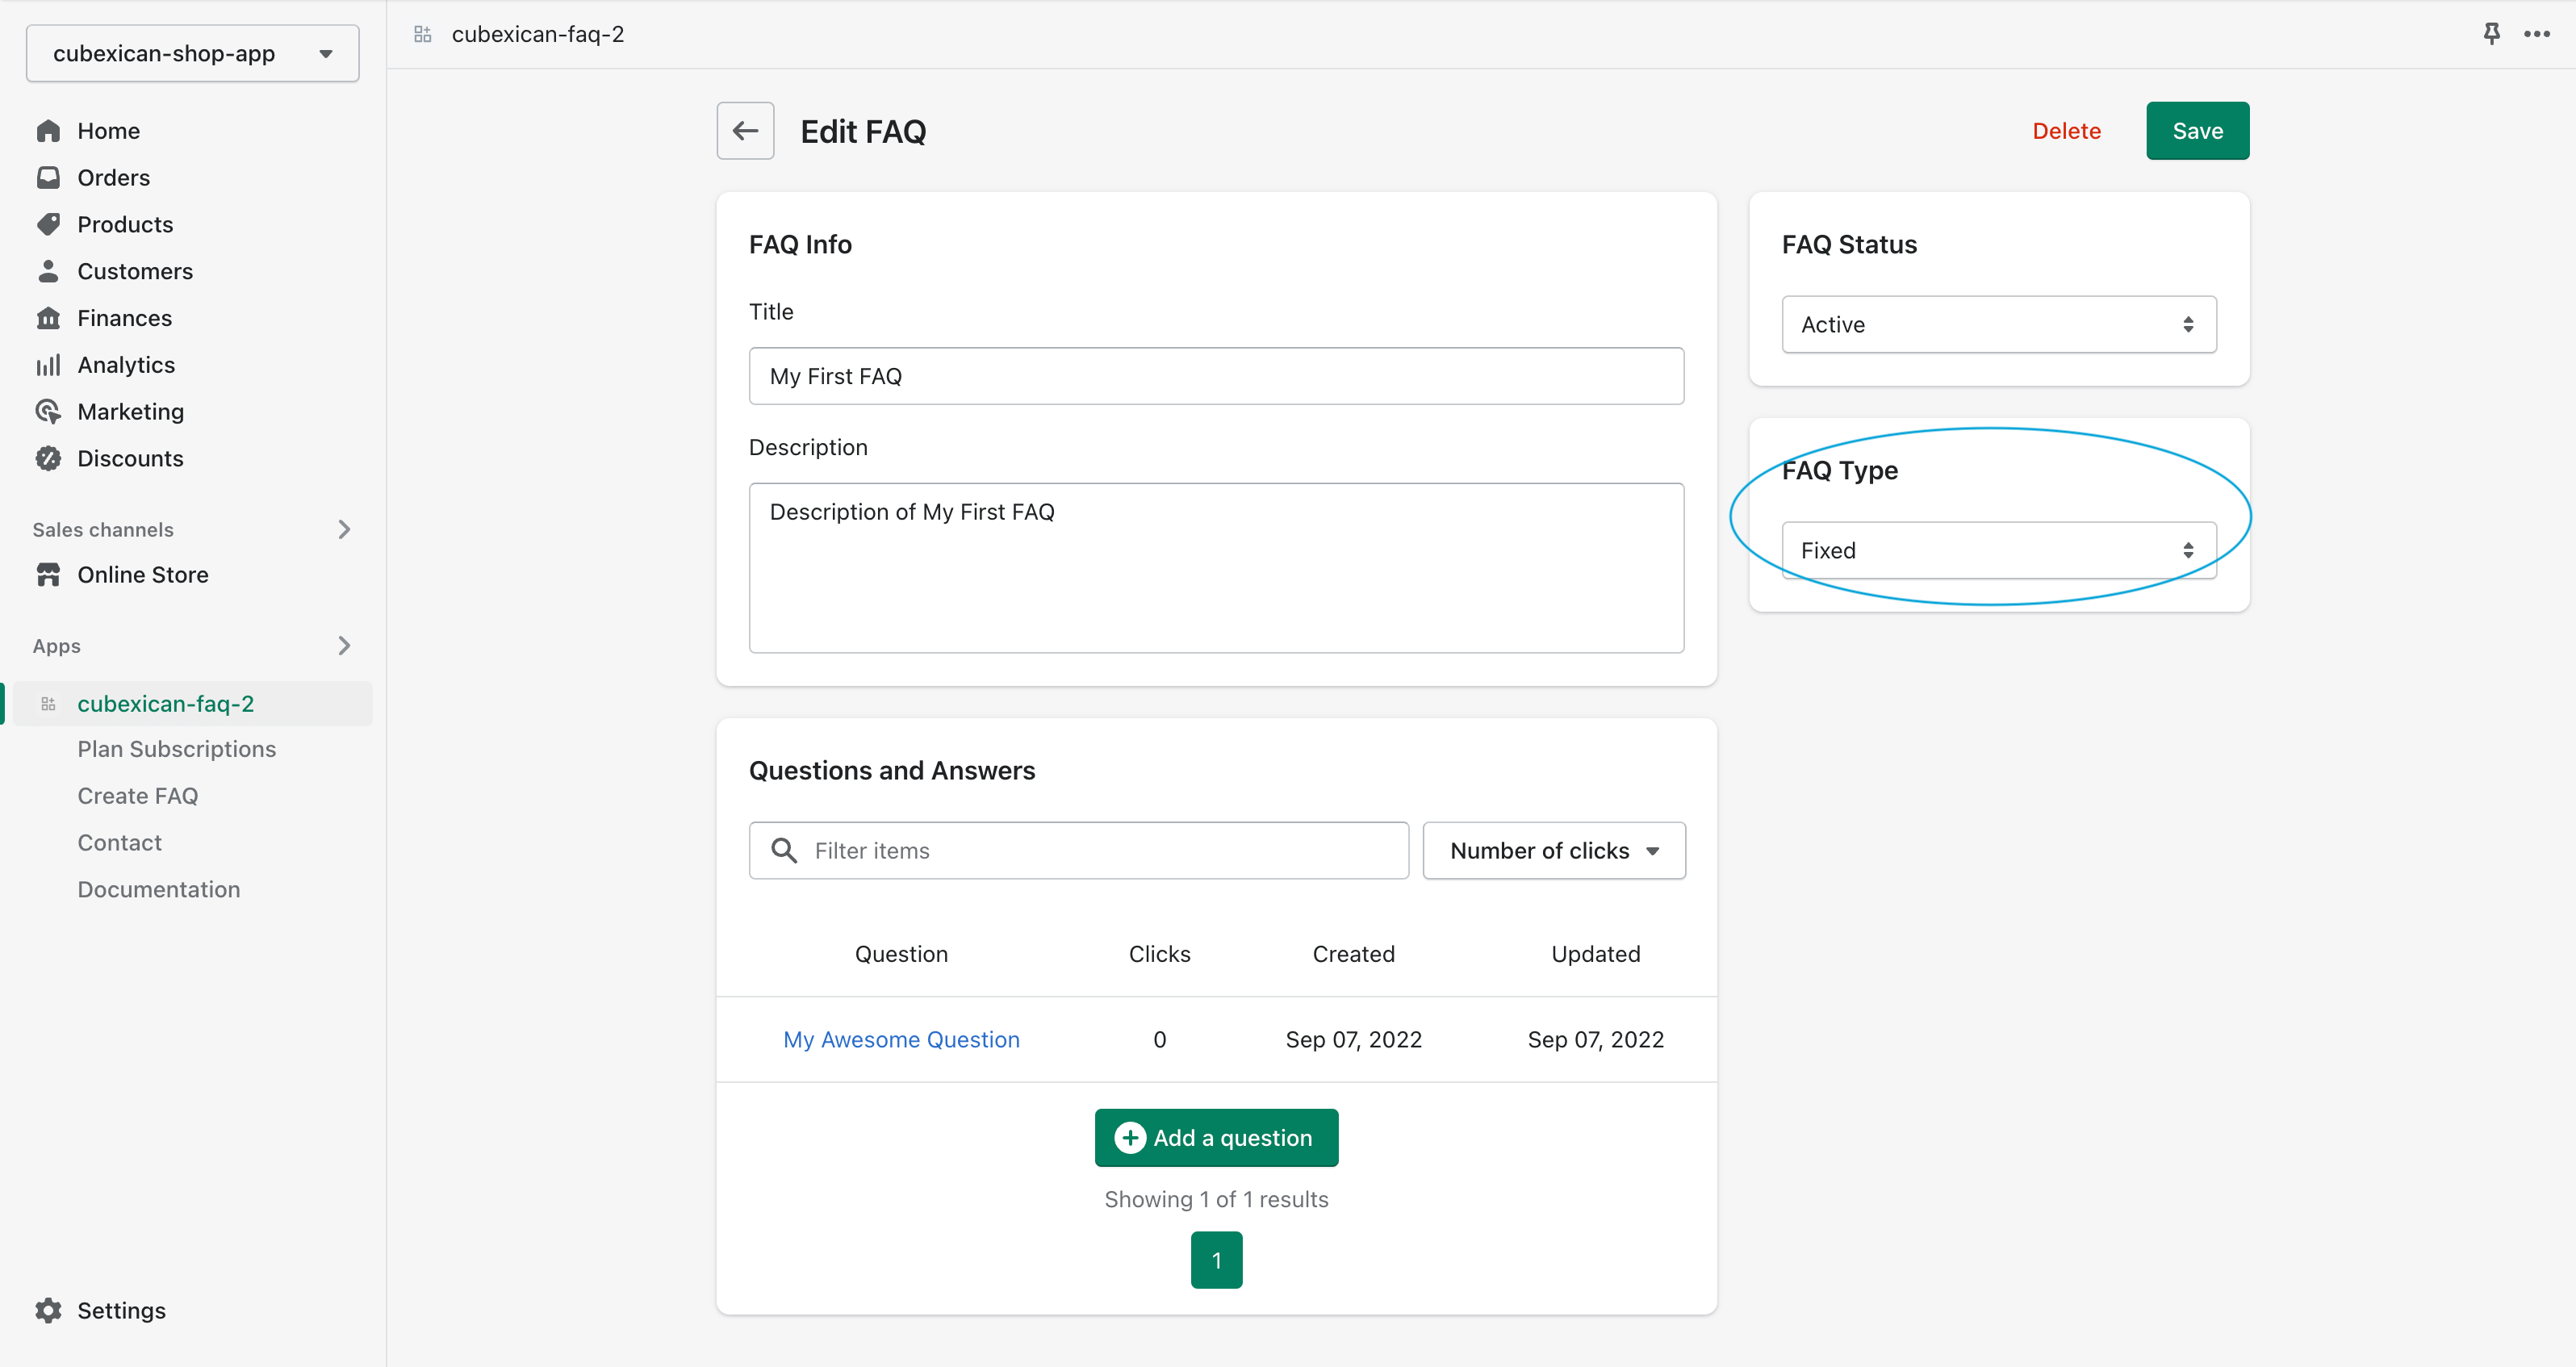 cubexican-shop-app
Home
Orders
Products
Customers
Finances
Analytics
Marketing
Discounts
Sales channels
Online Store
Apps
cubexican-faq-2
Plan Subscriptions
Create FAQ
Contact
Documentation
Settings
cubexican-faq-2
Edit FAQ
Delete
Save
FAQ Info
Title
My First FAQ
Description
Description of My First FAQ
FAQ Status
Active
FAQ Type
Fixed
Questions and Answers
Filter items
Number of clicks
Question Clicks Created Updated
My Awesome Question 0 Sep 07, 2022 Sep 07, 2022
Add a question
Showing 1 of 1 results
1